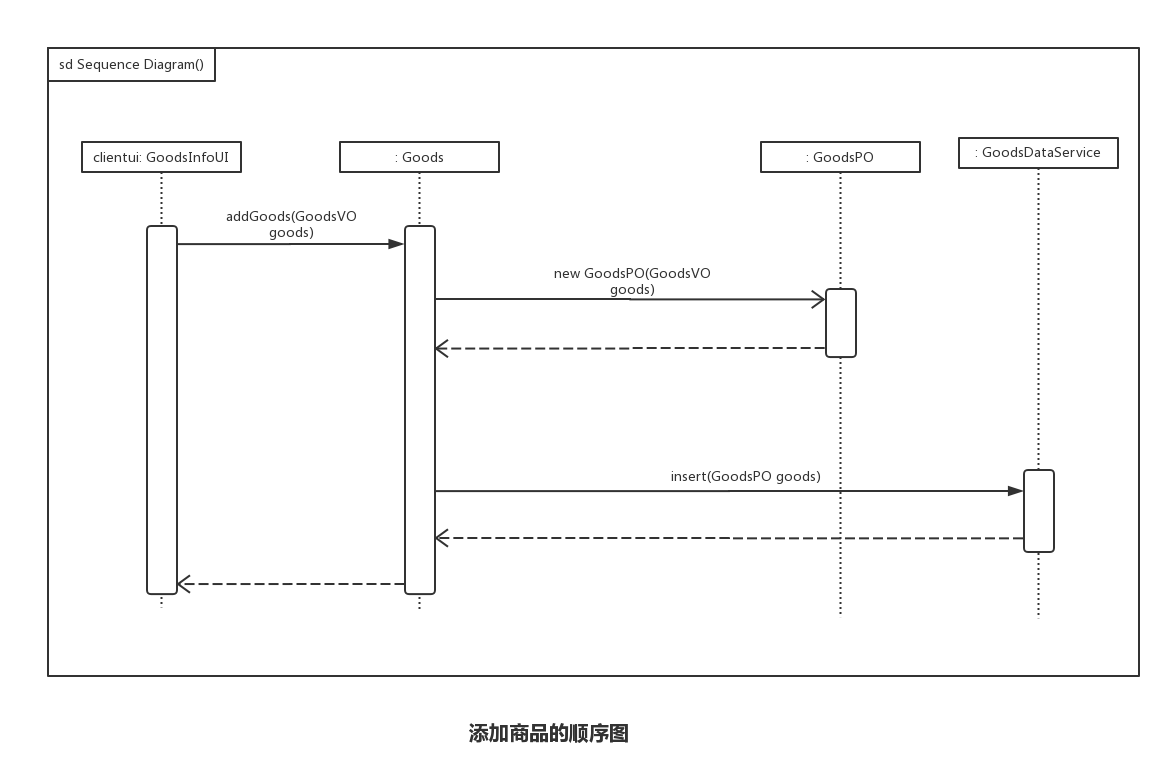 sd Sequence Diagram()
clientui: GoodsInfoUI
: Goods
: GoodsPO
: GoodsDataService
addGoods(GoodsVO
goods)
new GoodsPO(GoodsVO
goods)
insert(GoodsPO goods)
添加商品的顺序图